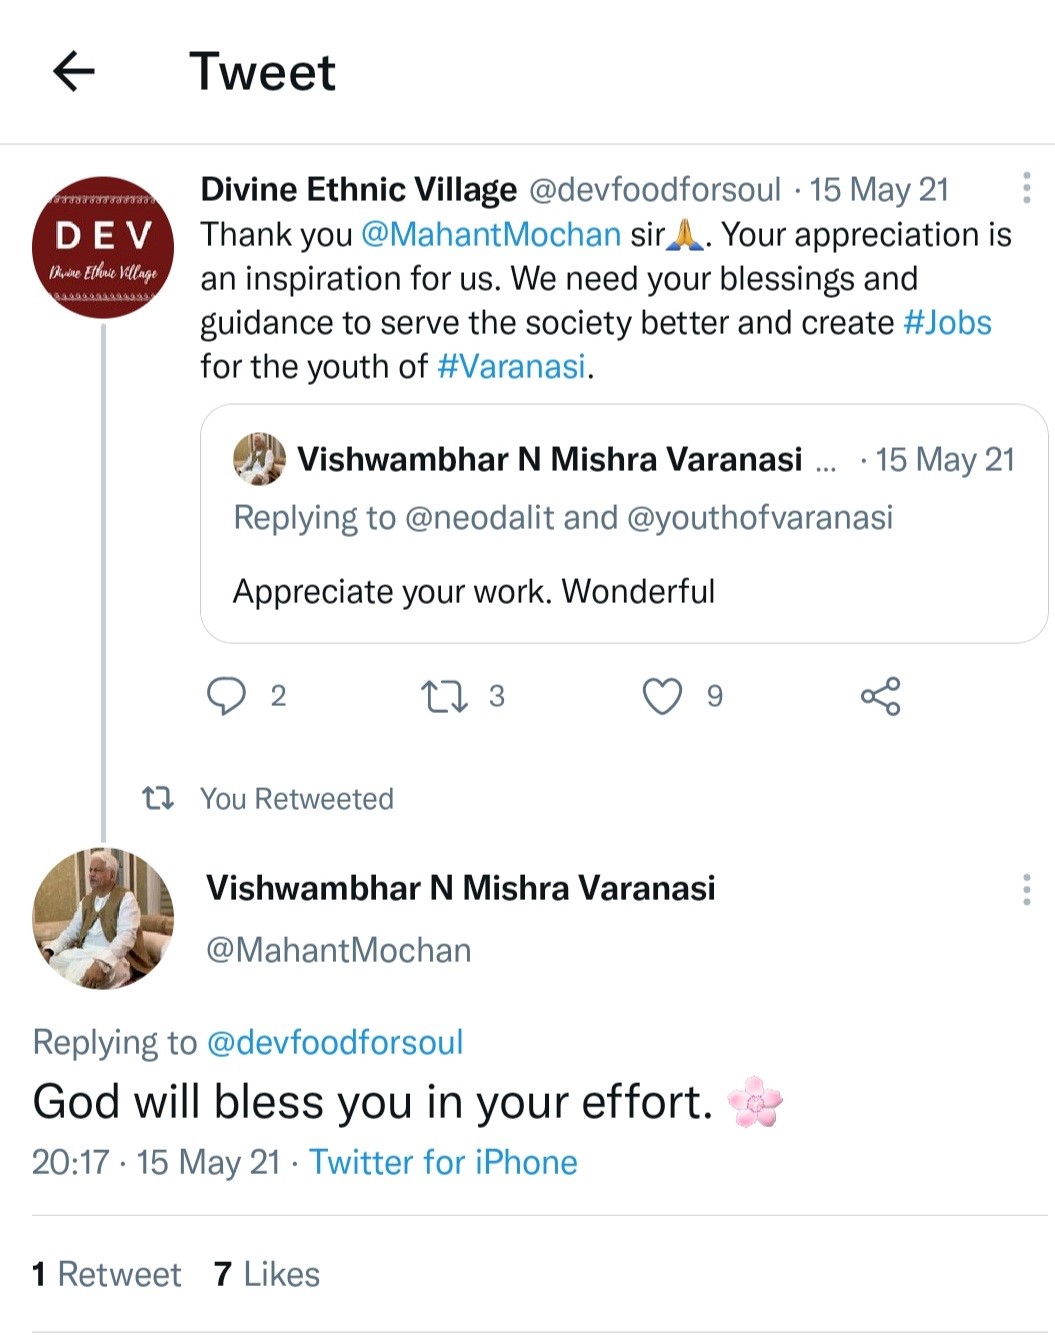 Tweet
Divine Ethnic Village @devfoodforsoul · 15 May 21
DEV
Divine Ethnic Village
Thank you @MahantMochan sir🙏. Your appreciation is
an inspiration for us. We need your blessings and
guidance to serve the society better and create #Jobs
for the youth of #Varanasi.
Vishwambhar N Mishra Varanasi ... · 15 May 21
Replying to @neodalit and @youthofvaranasi
Appreciate your work. Wonderful
2 3 9
You Retweeted
Vishwambhar N Mishra Varanasi
@MahantMochan
Replying to @devfoodforsoul
God will bless you in your effort. 🌸
20:17 · 15 May 21 · Twitter for iPhone
1 Retweet 7 Likes